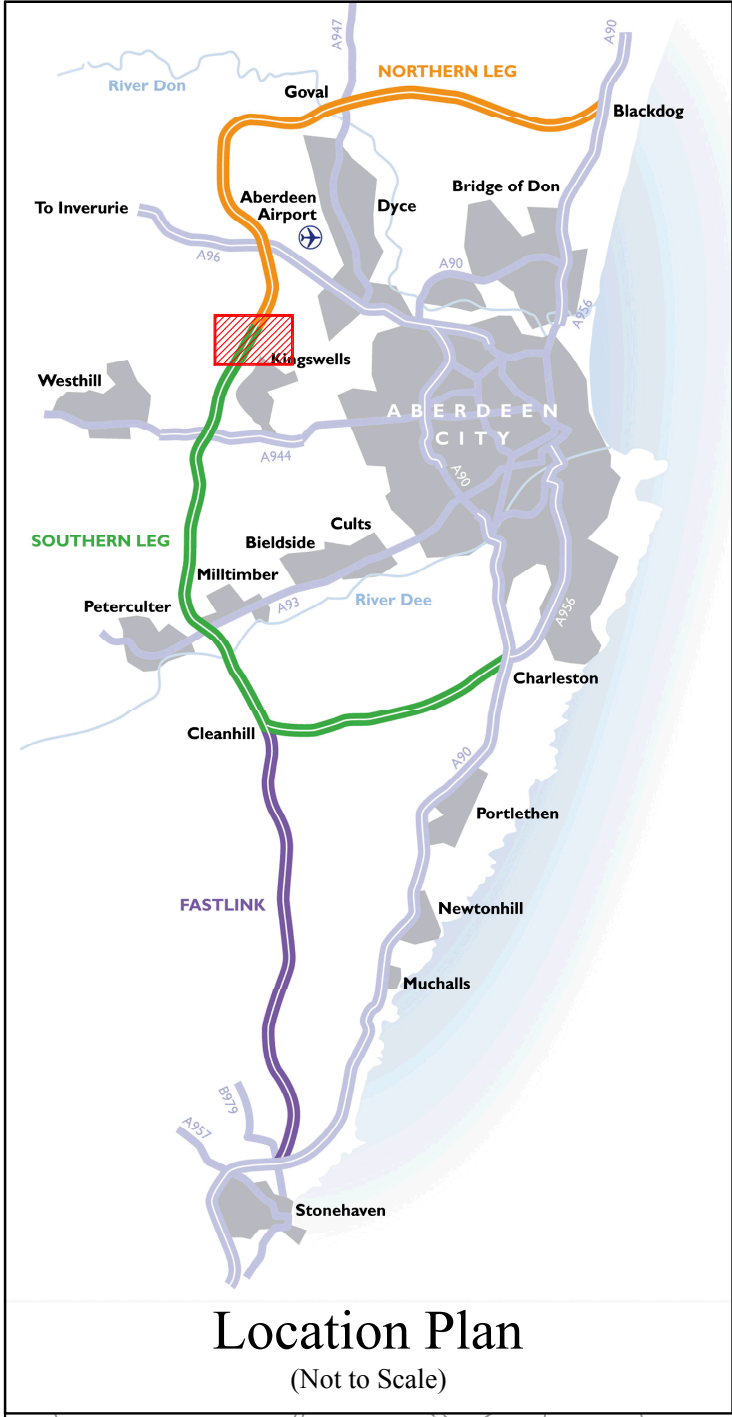 A947
A90
NORTHERN LEG
River Don
Goval
Blackdog
Bridge of Don
Aberdeen
Airport
Dyce
To Inverurie
A96
A90
A956
Kingswells
Westhill
ABERDEEN
CITY
A944
A90
SOUTHERN LEG
Cults
Bieldside
Milltimber
Peterculter
A93
River Dee
A956
Charleston
Cleanhill
A90
Portlethen
FASTLINK
Newtonhill
Muchalls
B979
A957
Stonehaven
Location Plan
(Not to Scale)